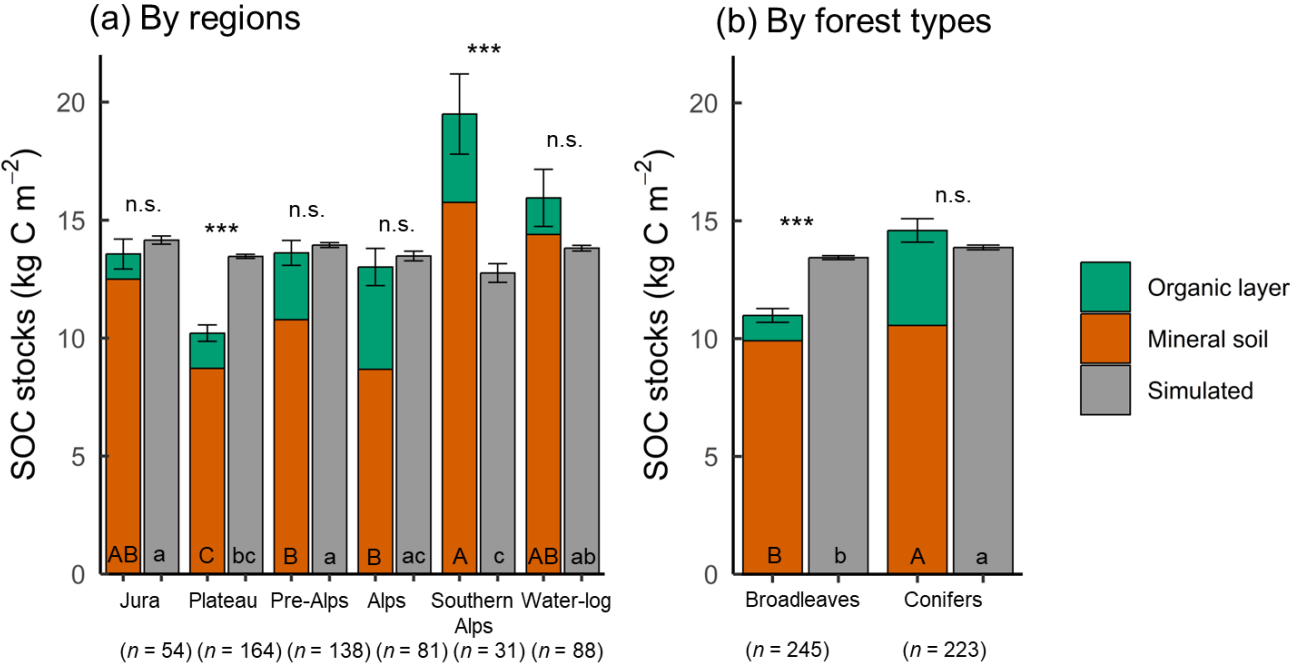 (a) By regions
(b) By forest types
SOC stocks (kg C m−2)
20
15
10
5
0
n.s.
***
n.s.
n.s.
***
n.s.
AB a C bc B a B ac A c AB ab
Jura Plateau Pre-Alps Alps Southern Alps Water-log
(n = 54) (n = 164) (n = 138) (n = 81) (n = 31) (n = 88)
SOC stocks (kg C m−2)
20
15
10
5
0
***
n.s.
B b A a
Broadleaves Conifers
(n = 245) (n = 223)
Organic layer
Mineral soil
Simulated